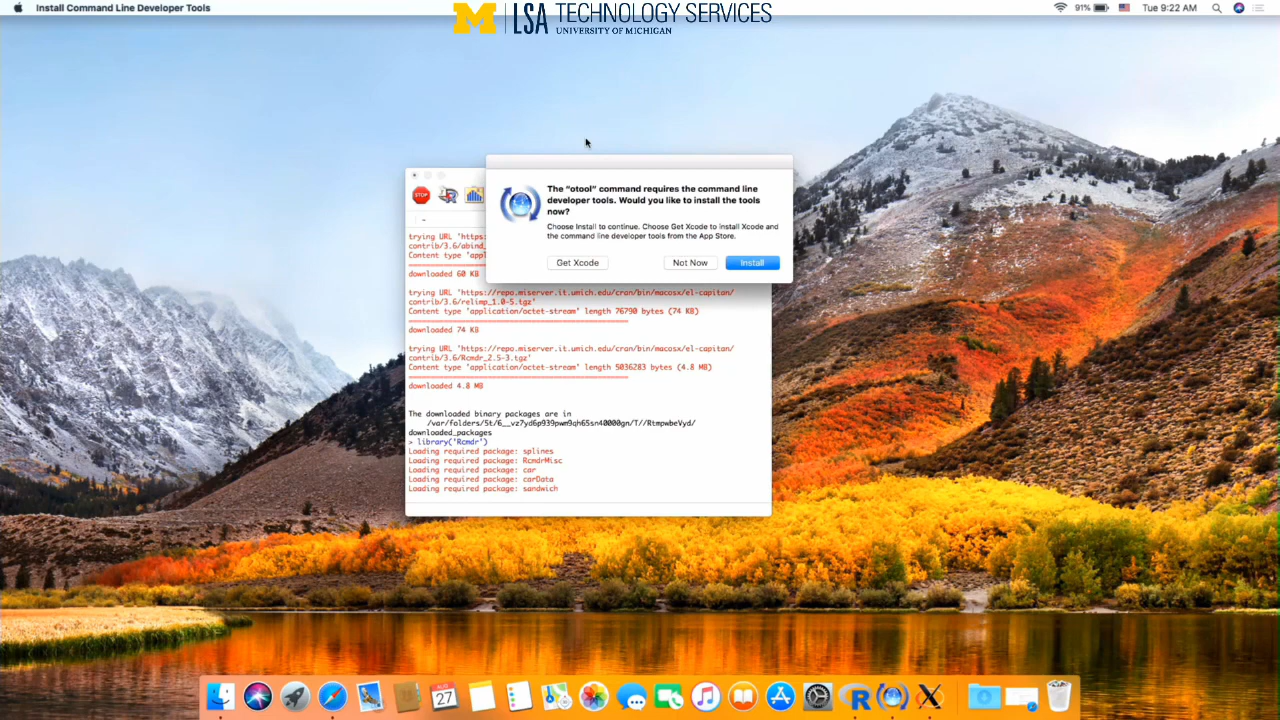 Install Command Line Developer Tools
91%
Tue 9:22 AM
M LSA TECHNOLOGY SERVICES
UNIVERSITY OF MICHIGAN
The “otool” command requires the command line
developer tools. Would you like to install the tools
now?
Choose Install to continue. Choose Get Xcode to install Xcode and
the command line developer tools from the App Store.
Get Xcode
Not Now
Install
STOP
trying URL 'https:
contrib/3.6/abind_
Content type 'appl
downloaded 60 KB
trying URL 'https://repo.miserver.it.umich.edu/cran/bin/macosx/el-capitan/
contrib/3.6/relimp_1.0-5.tgz'
Content type 'application/octet-stream' length 76790 bytes (74 KB)
==================================================
downloaded 74 KB
trying URL 'https://repo.miserver.it.umich.edu/cran/bin/macosx/el-capitan/
contrib/3.6/Rcmdr_2.5-3.tgz'
Content type 'application/octet-stream' length 5036283 bytes (4.8 MB)
==================================================
downloaded 4.8 MB
The downloaded binary packages are in
/var/folders/5t/6__vz7yd6p939pwm9qh65sn40000gn/T//RtmpwbeVyd/
downloaded_packages
> library('Rcmdr')
Loading required package: splines
Loading required package: RcmdrMisc
Loading required package: car
Loading required package: carData
Loading required package: sandwich
AUG
27